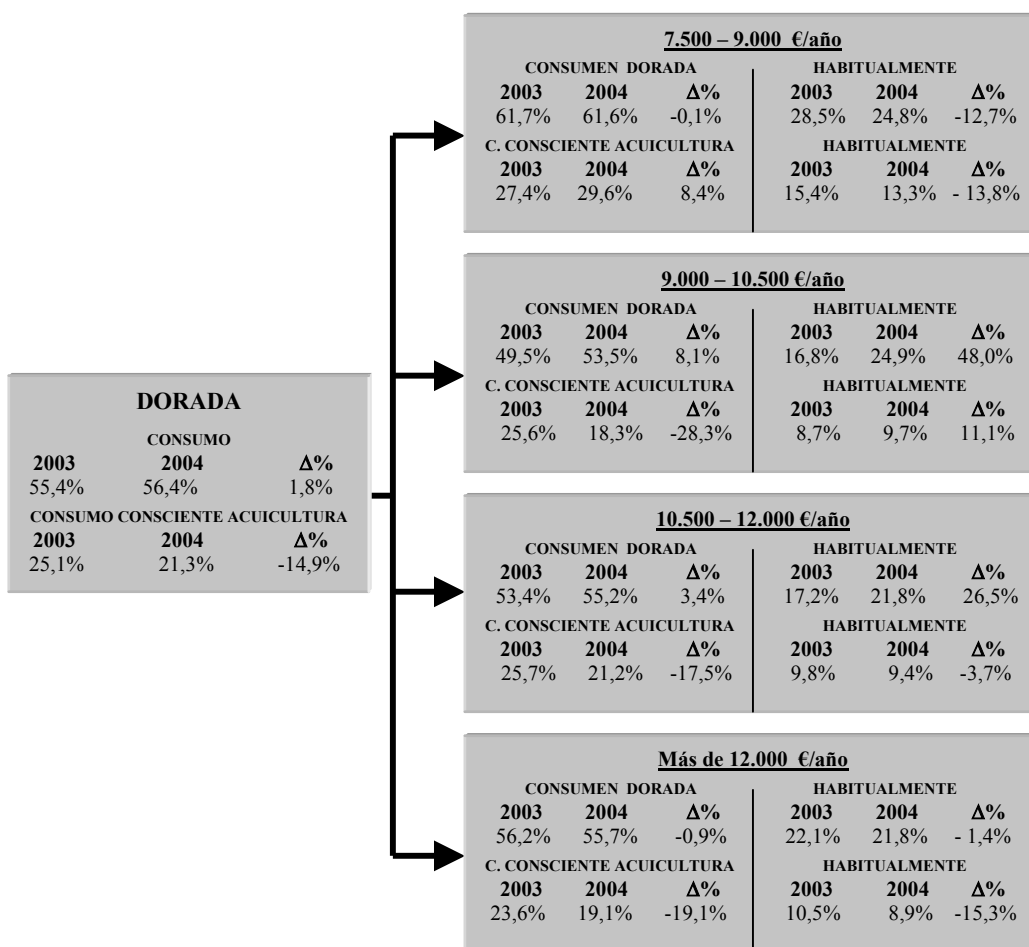 DORADA
CONSUMO
2003 2004 Δ%
55,4% 56,4% 1,8%
CONSUMO CONSCIENTE ACUICULTURA
2003 2004 Δ%
25,1% 21,3% -14,9%
7.500 – 9.000 €/año
CONSUMEN DORADA
2003 2004 Δ%
61,7% 61,6% -0,1%
C. CONSCIENTE ACUICULTURA
2003 2004 Δ%
27,4% 29,6% 8,4%
HABITUALMENTE
2003 2004 Δ%
28,5% 24,8% -12,7%
HABITUALMENTE
2003 2004 Δ%
15,4% 13,3% - 13,8%
9.000 – 10.500 €/año
CONSUMEN DORADA
2003 2004 Δ%
49,5% 53,5% 8,1%
C. CONSCIENTE ACUICULTURA
2003 2004 Δ%
25,6% 18,3% -28,3%
HABITUALMENTE
2003 2004 Δ%
16,8% 24,9% 48,0%
HABITUALMENTE
2003 2004 Δ%
8,7% 9,7% 11,1%
10.500 – 12.000 €/año
CONSUMEN DORADA
2003 2004 Δ%
53,4% 55,2% 3,4%
C. CONSCIENTE ACUICULTURA
2003 2004 Δ%
25,7% 21,2% -17,5%
HABITUALMENTE
2003 2004 Δ%
17,2% 21,8% 26,5%
HABITUALMENTE
2003 2004 Δ%
9,8% 9,4% -3,7%
Más de 12.000 €/año
CONSUMEN DORADA
2003 2004 Δ%
56,2% 55,7% -0,9%
C. CONSCIENTE ACUICULTURA
2003 2004 Δ%
23,6% 19,1% -19,1%
HABITUALMENTE
2003 2004 Δ%
22,1% 21,8% - 1,4%
HABITUALMENTE
2003 2004 Δ%
10,5% 8,9% -15,3%